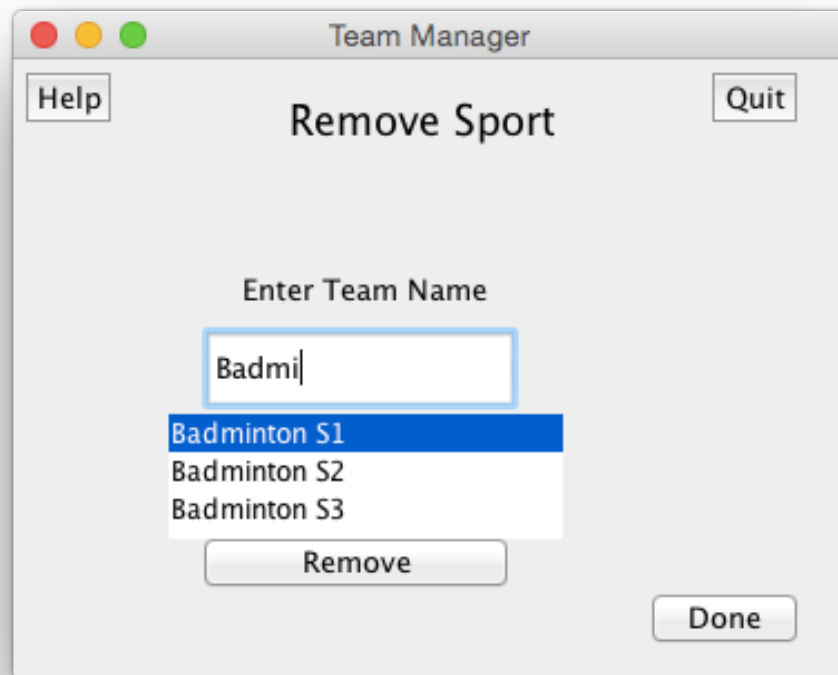 Team Manager
Help
Quit
Remove Sport
Enter Team Name
Badmi
Badminton S1
Badminton S2
Badminton S3
Remove
Done